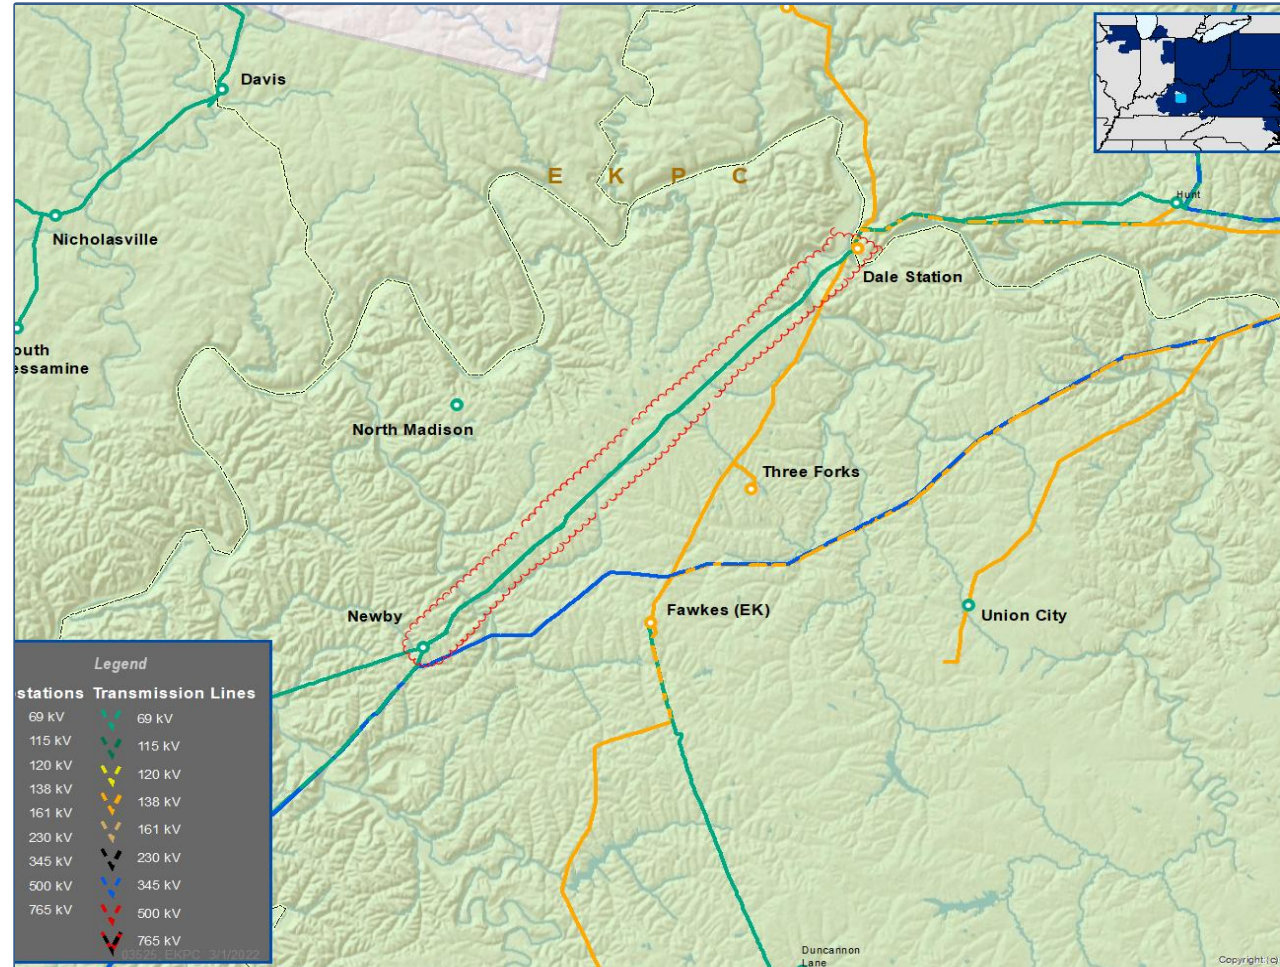 Davis
E K P C
Hunt
Nicholasville
Dale Station
outh
essamine
North Madison
Three Forks
Newby
Fawkes (EK)
Union City
Legend
stations Transmission Lines
69 kV 69 kV
115 kV 115 kV
120 kV 120 kV
138 kV 138 kV
161 kV 161 kV
230 kV 230 kV
345 kV 345 kV
500 kV 500 kV
765 kV 765 kV
03525_EKPC_3/1/2022
Duncannon
Lane
Copyright:(c)